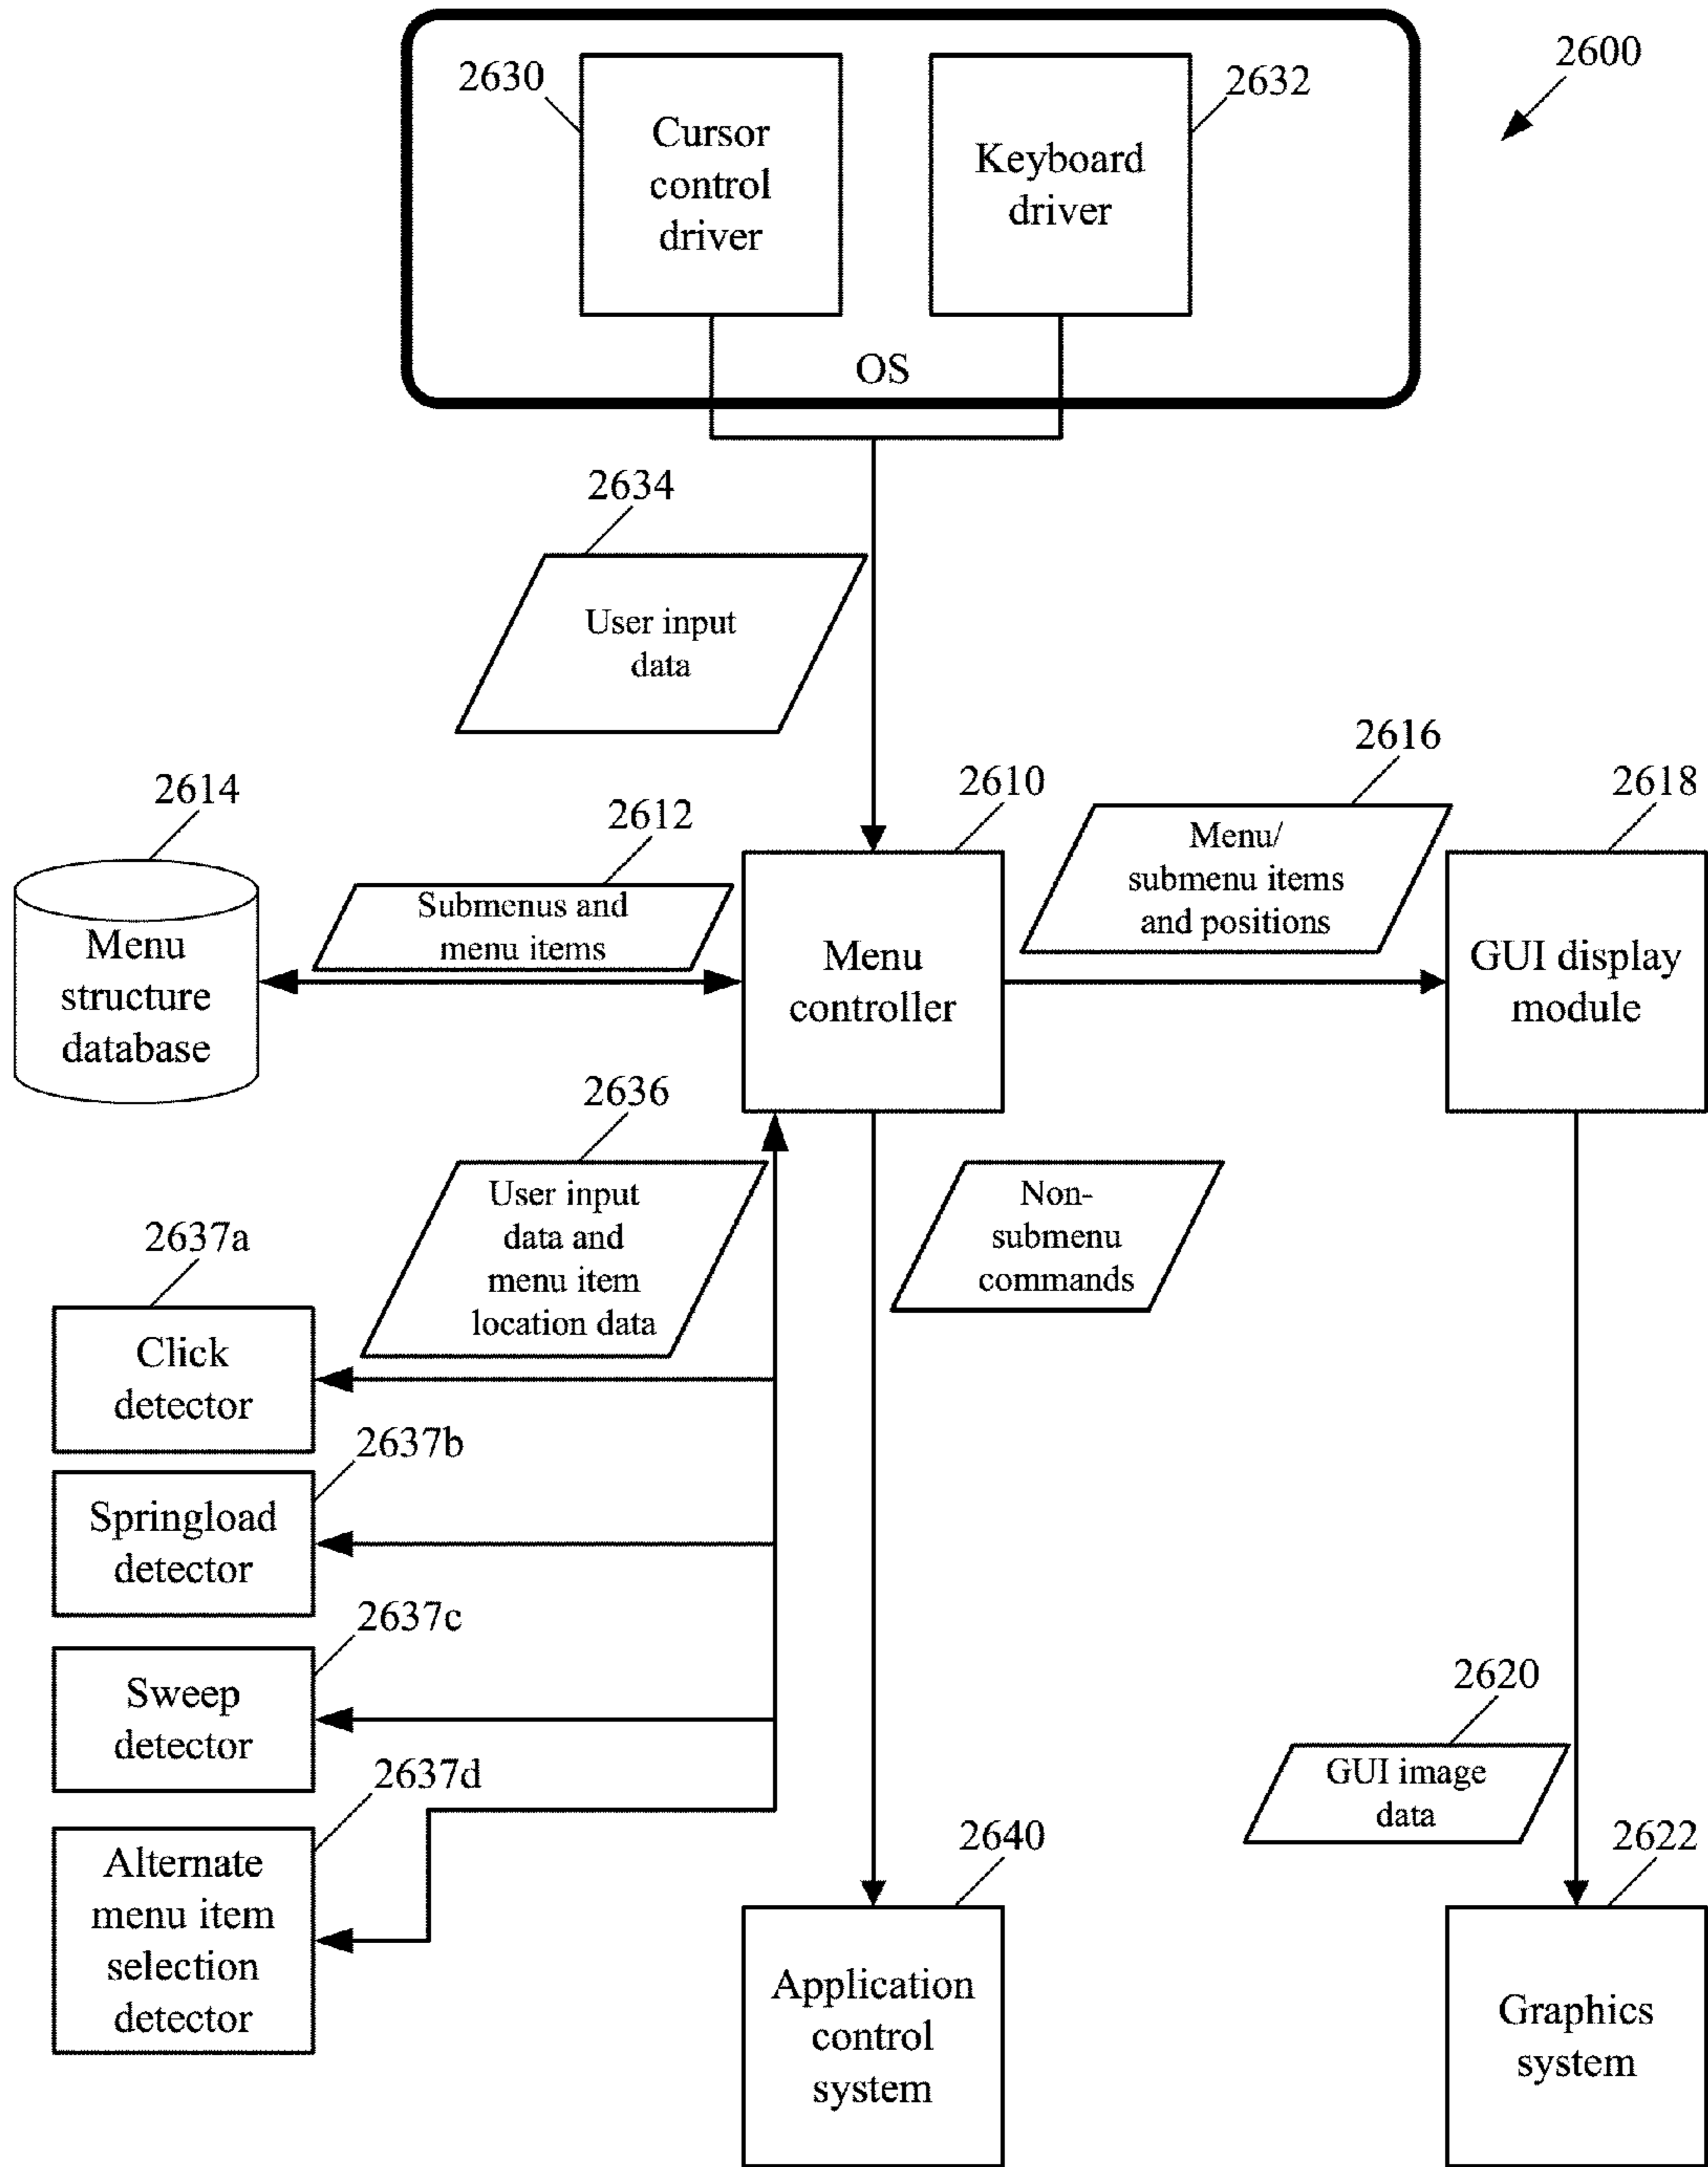 2600
2630
2632
Cursor
control
driver
Keyboard
driver
OS
2634
User input
data
2616
2614
2612
2610
2618
Menu/
submenu items
and positions
Submenus and
menu items
Menu
structure
database
Menu
controller
GUI display
module
2636
User input
data and
menu item
location data
Non-
submenu
commands
2637a
Click
detector
2637b
Springload
detector
2637c
Sweep
detector
2637d
Alternate
menu item
selection
detector
2620
GUI image
data
2640
2622
Application
control
system
Graphics
system